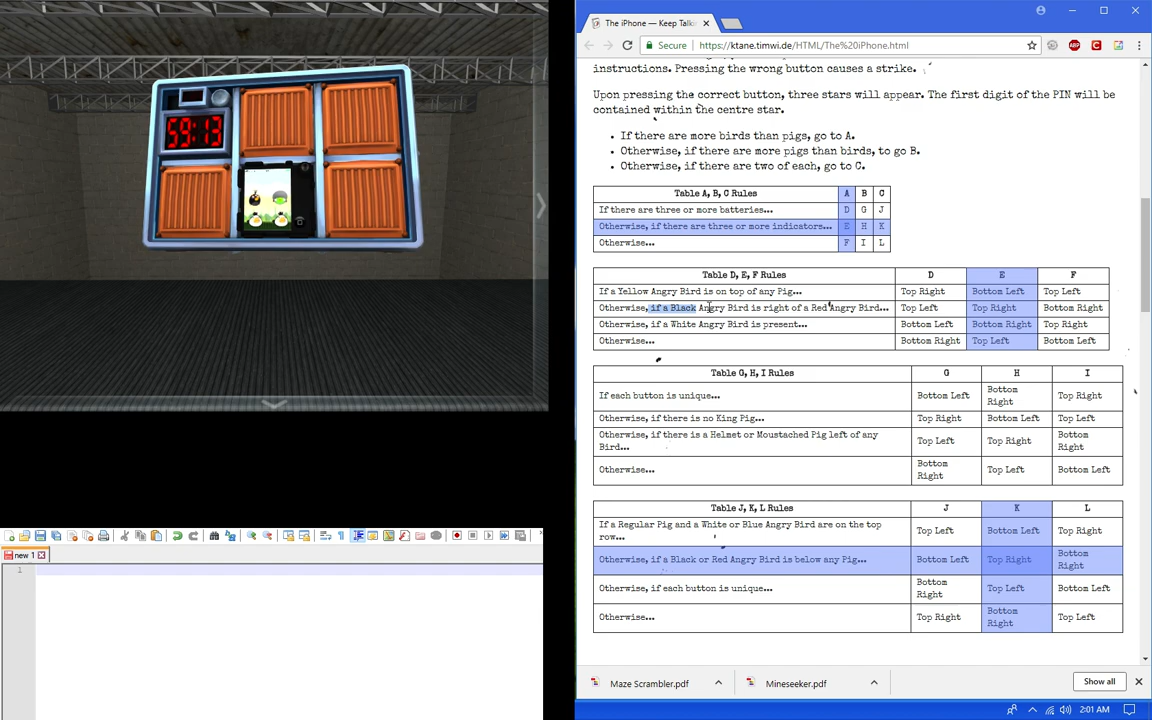 The iPhone — Keep Talki
Secure
https://ktane.timwi.de/HTML/The%20iPhone.html
instructions. Pressing the wrong button causes a strike.
Upon pressing the correct button, three stars will appear. The first digit of the PIN will be
contained within the centre star.
If there are more birds than pigs, go to A.
Otherwise, if there are more pigs than birds, to go B.
Otherwise, if there are two of each, go to C.
59:13
Table A, B, C Rules A B C
If there are three or more batteries... D G J
Otherwise, if there are three or more indicators... E H K
Otherwise... F I L
Table D, E, F Rules D E F
If a Yellow Angry Bird is on top of any Pig... Top Right Bottom Left Top Left
Otherwise, if a Black Angry Bird is right of a Red Angry Bird... Top Left Top Right Bottom Right
Otherwise, if a White Angry Bird is present... Bottom Left Bottom Right Top Right
Otherwise... Bottom Right Top Left Bottom Left
Table G, H, I Rules G H I
If each button is unique... Bottom Left Bottom Right Top Right
Otherwise, if there is no King Pig... Top Right Bottom Left Top Left
Otherwise, if there is a Helmet or Moustached Pig left of any
Bird... Top Left Top Right Bottom Right
Otherwise... Bottom Right Top Left Bottom Left
Table J, K, L Rules J K L
If a Regular Pig and a White or Blue Angry Bird are on the top
row... Top Left Bottom Left Top Right
Otherwise, if a Black or Red Angry Bird is below any Pig... Bottom Left Top Right Bottom Right
Otherwise, if each button is unique... Bottom Right Top Left Bottom Left
Otherwise... Top Right Bottom Right Top Left
new 1
1
Maze Scrambler.pdf
Mineseeker.pdf
Show all
2:01 AM